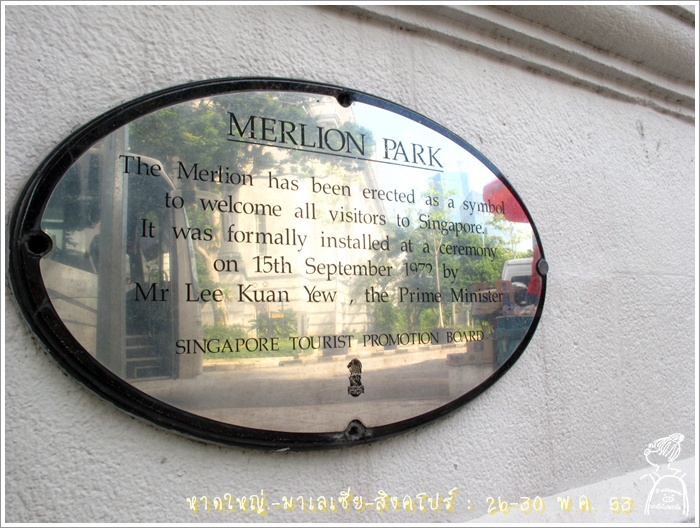 MERLION PARK
The Merlion has been erected as a symbol
to welcome all visitors to Singapore.
It was formally installed at a ceremony
on 15th September 1972 by
Mr Lee Kuan Yew , the Prime Minister
SINGAPORE TOURIST PROMOTION BOARD
หาดใหญ่-มาเลเซีย-สิงคโปร์ : 26-30 พ.ค. 53